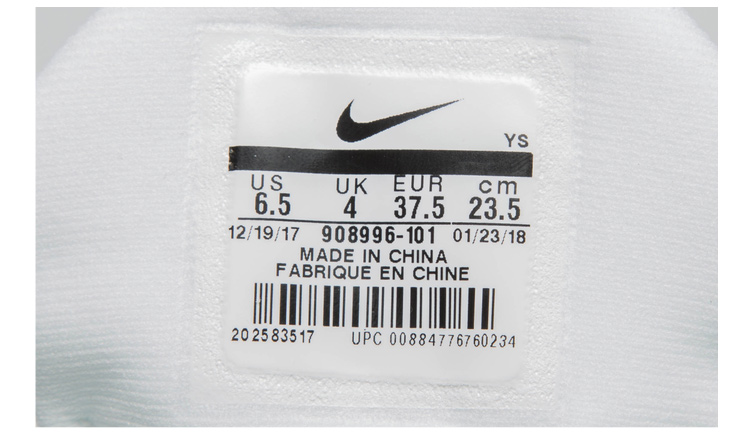 YS
US UK EUR cm
6.5 4 37.5 23.5
12/19/17 908996-101 01/23/18
MADE IN CHINA
FABRIQUE EN CHINE
202583517 UPC 00884776760234